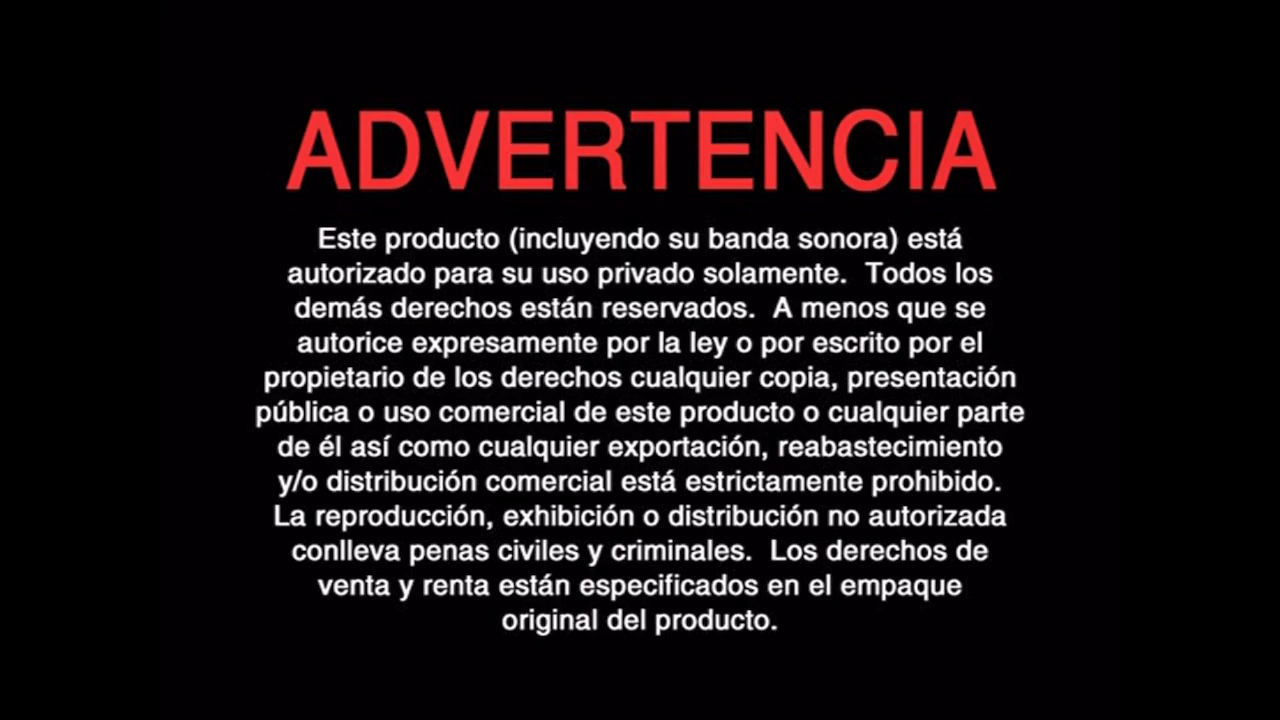 ADVERTENCIA
Este producto (incluyendo su banda sonora) está
autorizado para su uso privado solamente.  Todos los
demás derechos están reservados.  A menos que se
autorice expresamente por la ley o por escrito por el
propietario de los derechos cualquier copia, presentación
pública o uso comercial de este producto o cualquier parte
de él así como cualquier exportación, reabastecimiento
y/o distribución comercial está estrictamente prohibido.
La reproducción, exhibición o distribución no autorizada
conlleva penas civiles y criminales.  Los derechos de
venta y renta están especificados en el empaque
original del producto.